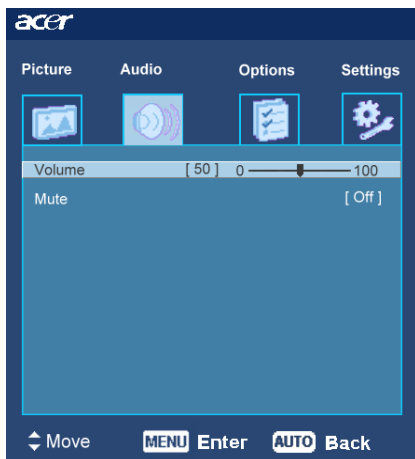 acer
Picture Audio Options Settings
Volume [ 50 ] 0 100
Mute [ Off ]
Move MENU Enter AUTO Back